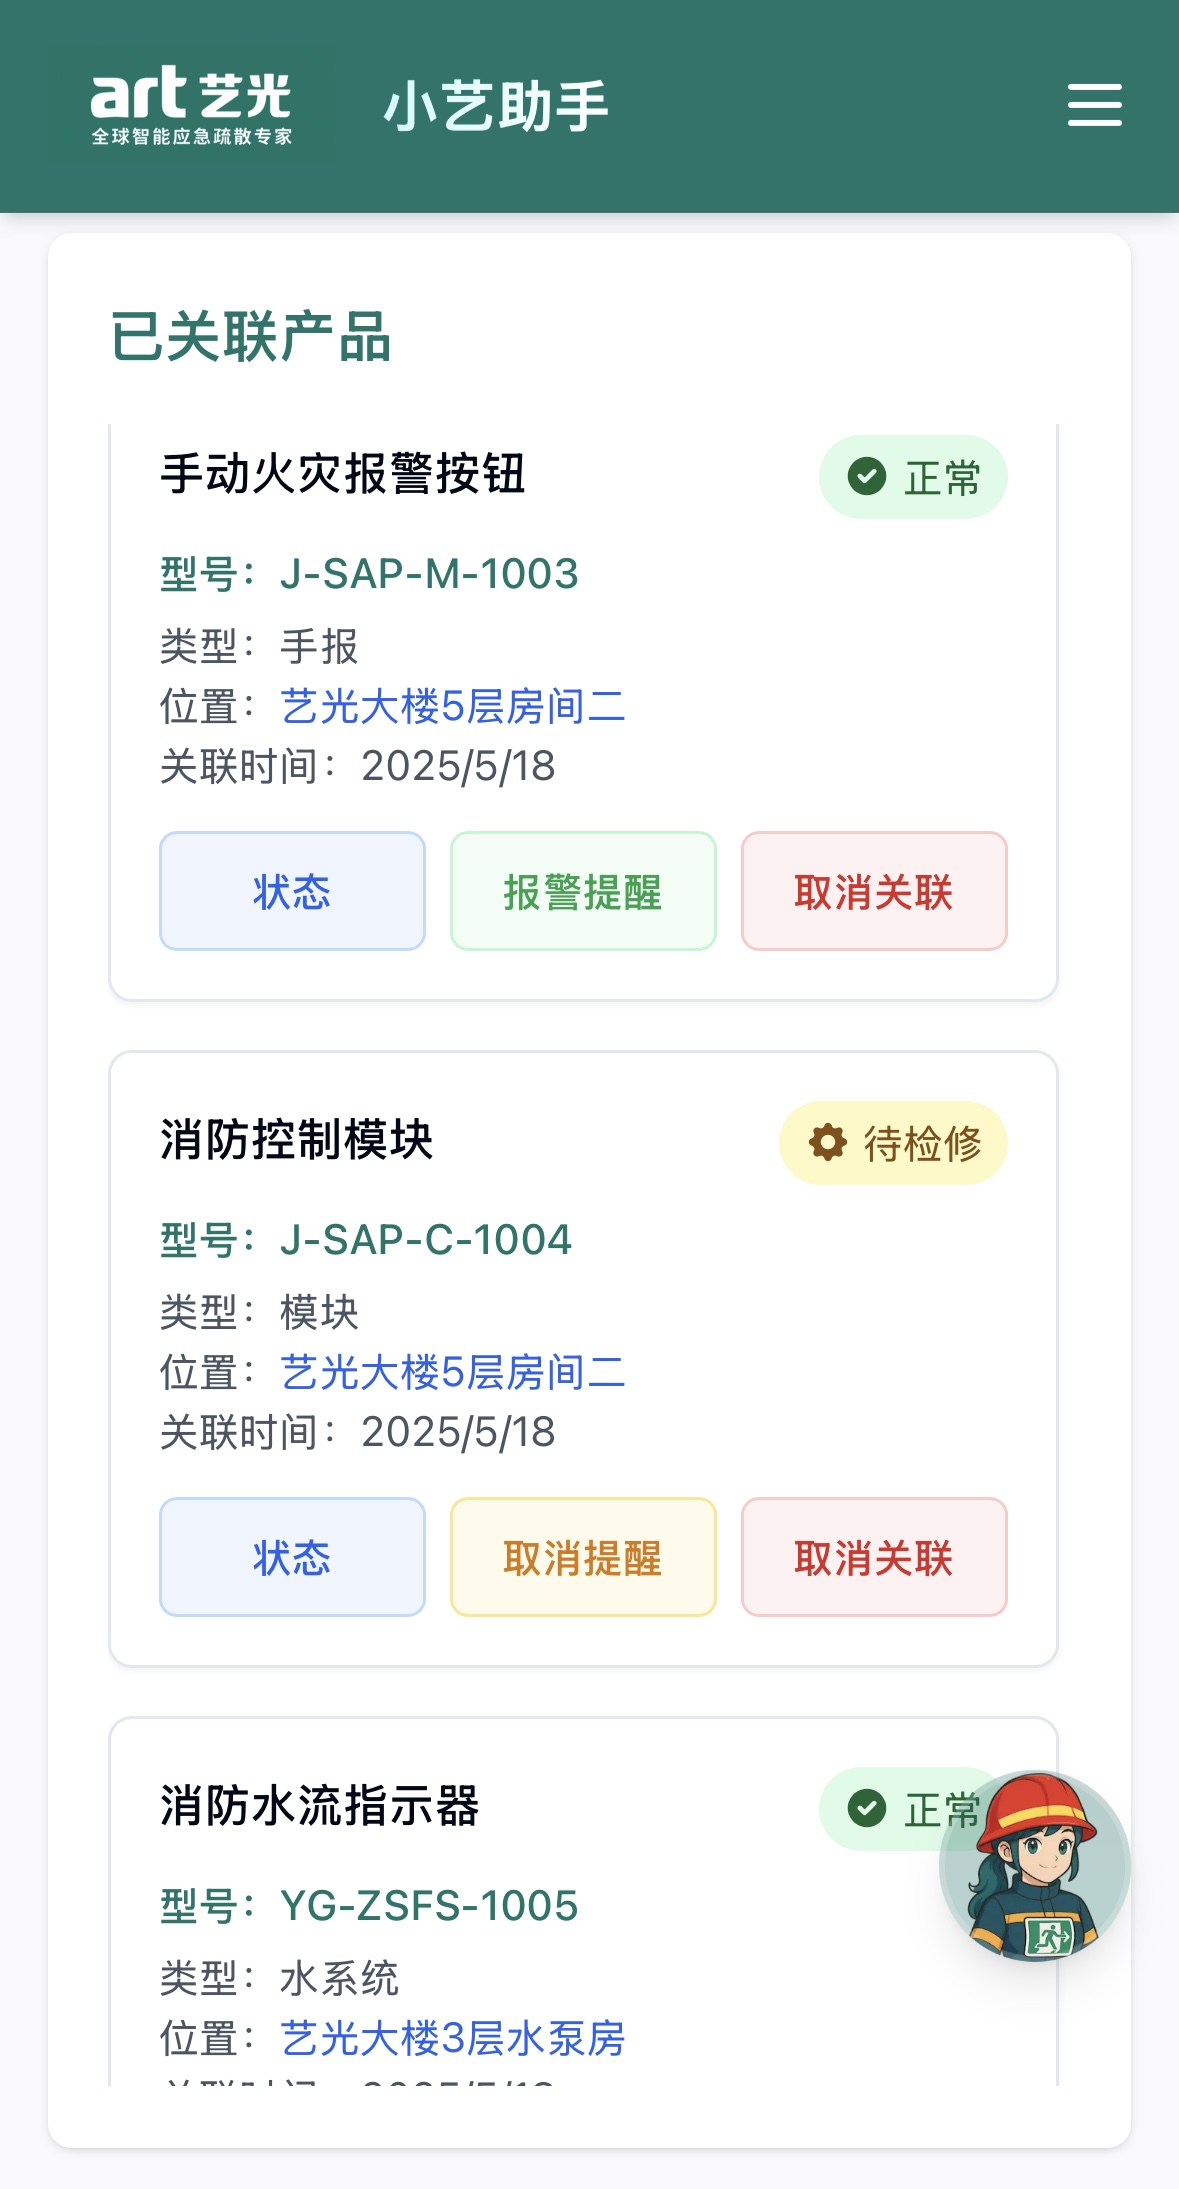 art 艺光
全球智能应急疏散专家
小艺助手
已关联产品
手动火灾报警按钮
正常
型号：J-SAP-M-1003
类型：手报
位置：艺光大楼5层房间二
关联时间：2025/5/18
状态
报警提醒
取消关联
消防控制模块
待检修
型号：J-SAP-C-1004
类型：模块
位置：艺光大楼5层房间二
关联时间：2025/5/18
状态
取消提醒
取消关联
消防水流指示器
正常
型号：YG-ZSFS-1005
类型：水系统
位置：艺光大楼3层水泵房